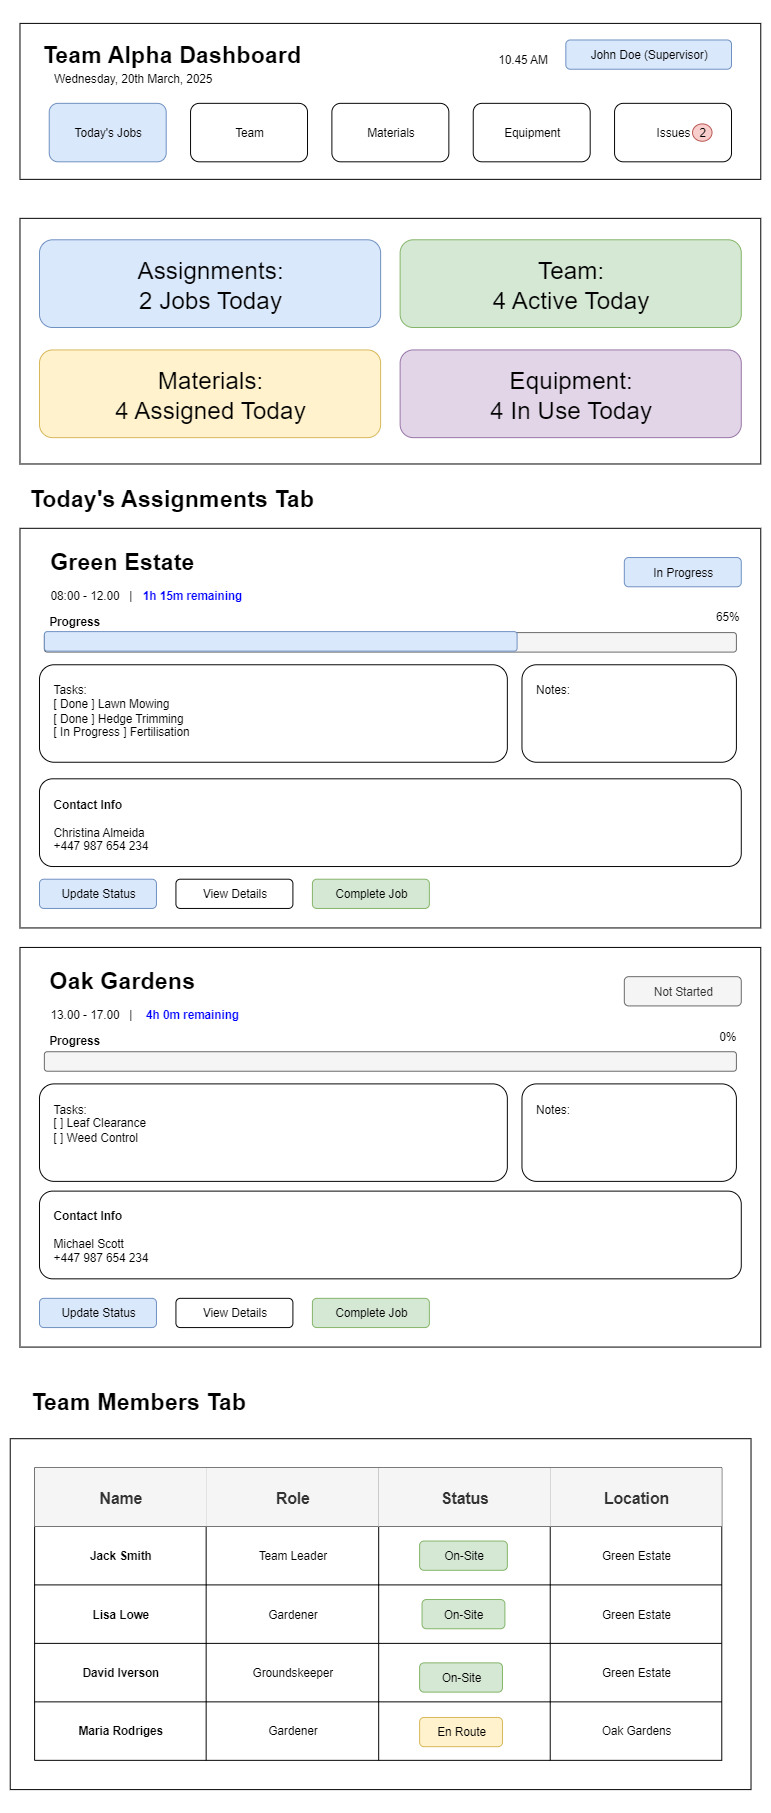 Team Alpha Dashboard
10.45 AM
John Doe (Supervisor)
Wednesday, 20th March, 2025
Today's Jobs
Team
Materials
Equipment
Issues 2
Assignments:
2 Jobs Today
Team:
4 Active Today
Materials:
4 Assigned Today
Equipment:
4 In Use Today
Today's Assignments Tab
Green Estate
In Progress
08:00 - 12.00 | 1h 15m remaining
Progress
65%
Tasks:
[ Done ] Lawn Mowing
[ Done ] Hedge Trimming
[ In Progress ] Fertilisation
Notes:
Contact Info
Christina Almeida
+447 987 654 234
Update Status
View Details
Complete Job
Oak Gardens
Not Started
13.00 - 17.00 | 4h 0m remaining
Progress
0%
Tasks:
[ ] Leaf Clearance
[ ] Weed Control
Notes:
Contact Info
Michael Scott
+447 987 654 234
Update Status
View Details
Complete Job
Team Members Tab
Name Role Status Location
Jack Smith Team Leader On-Site Green Estate
Lisa Lowe Gardener On-Site Green Estate
David Iverson Groundskeeper On-Site Green Estate
Maria Rodriges Gardener En Route Oak Gardens